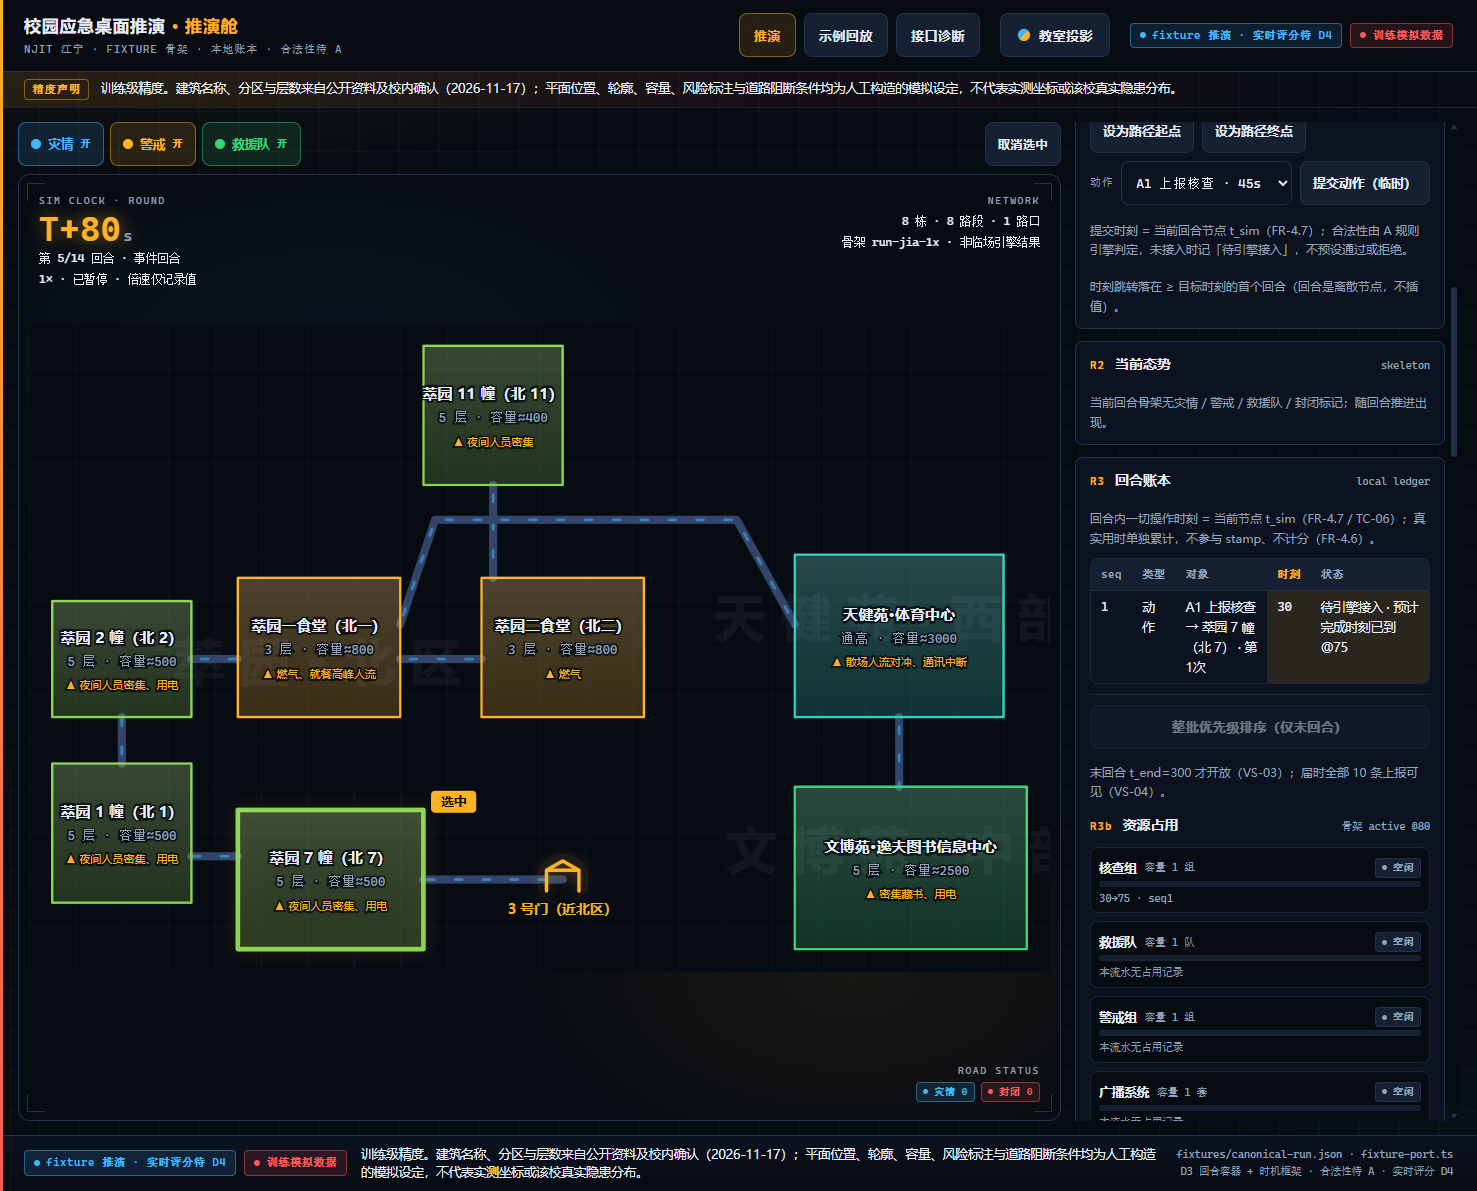 校园应急桌面推演 · 推演舱
NJIT 江宁 · FIXTURE 骨架 · 本地账本 · 合法性待 A
推演
示例回放
接口诊断
教室投影
fixture 推演 · 实时评分待 D4
训练模拟数据
精度声明
训练级精度。建筑名称、分区与层数来自公开资料及校内确认（2026-11-17）；平面位置、轮廓、容量、风险标注与道路阻断条件均为人工构造的模拟设定，不代表实测坐标或该校真实隐患分布。
灾情 开
警戒 开
救援队 开
取消选中
SIM CLOCK · ROUND
T+80s
第 5/14 回合 · 事件回合
1× · 已暂停 · 倍速仅记录值
NETWORK
8 栋 · 8 路段 · 1 路口
骨架 run-jia-1x · 非临场引擎结果
萃园 11 幢（北 11）
5 层 · 容量≈400
▲ 夜间人员密集
萃园 2 幢（北 2）
5 层 · 容量≈500
▲ 夜间人员密集、用电
萃园一食堂（北一）
3 层 · 容量≈800
▲ 燃气、就餐高峰人流
萃园二食堂（北二）
3 层 · 容量≈800
▲ 燃气
天健苑·体育中心
通高 · 容量≈3000
▲ 散场人流对冲、通讯中断
萃园 1 幢（北 1）
5 层 · 容量≈500
▲ 夜间人员密集、用电
选中
萃园 7 幢（北 7）
5 层 · 容量≈500
▲ 夜间人员密集、用电
3 号门（近北区）
文博苑·逸夫图书信息中心
5 层 · 容量≈2500
▲ 密集藏书、用电
ROAD STATUS
灾情 0
封闭 0
设为路径起点
设为路径终点
动作
A1 上报核查 · 45s
提交动作（临时）
提交时刻 = 当前回合节点 t_sim（FR-4.7）；合法性由 A 规则
引擎判定，未接入时记「待引擎接入」，不预设通过或拒绝。
时刻跳转落在 ≥ 目标时刻的首个回合（回合是离散节点，不插
值）。
R2 当前态势
skeleton
当前回合骨架无灾情 / 警戒 / 救援队 / 封闭标记；随回合推进出
现。
R3 回合账本
local ledger
回合内一切操作时刻 = 当前节点 t_sim（FR-4.7 / TC-06）；真
实用时单独累计，不参与 stamp、不计分（FR-4.6）。
seq 类型 对象 时刻 状态
1 动作 A1 上报核查 → 萃园 7 幢（北 7）· 第 1次 30 待引擎接入 · 预计完成时刻已到 @75
整批优先级排序（仅末回合）
末回合 t_end=300 才开放（VS-03）；届时全部 10 条上报可
见（VS-04）。
R3b 资源占用
骨架 active @80
核查组 容量 1 组
空闲
30→75 · seq1
救援队 容量 1 队
空闲
本流水无占用记录
警戒组 容量 1 组
空闲
本流水无占用记录
广播系统 容量 1 套
空闲
fixture 推演 · 实时评分待 D4
训练模拟数据
训练级精度。建筑名称、分区与层数来自公开资料及校内确认（2026-11-17）；平面位置、轮廓、容量、风险标注与道路阻断条件均为人工构造
的模拟设定，不代表实测坐标或该校真实隐患分布。
fixtures/canonical-run.json · fixture-port.ts
D3 回合容器 + 时机框架 · 合法性待 A · 实时评分 D4